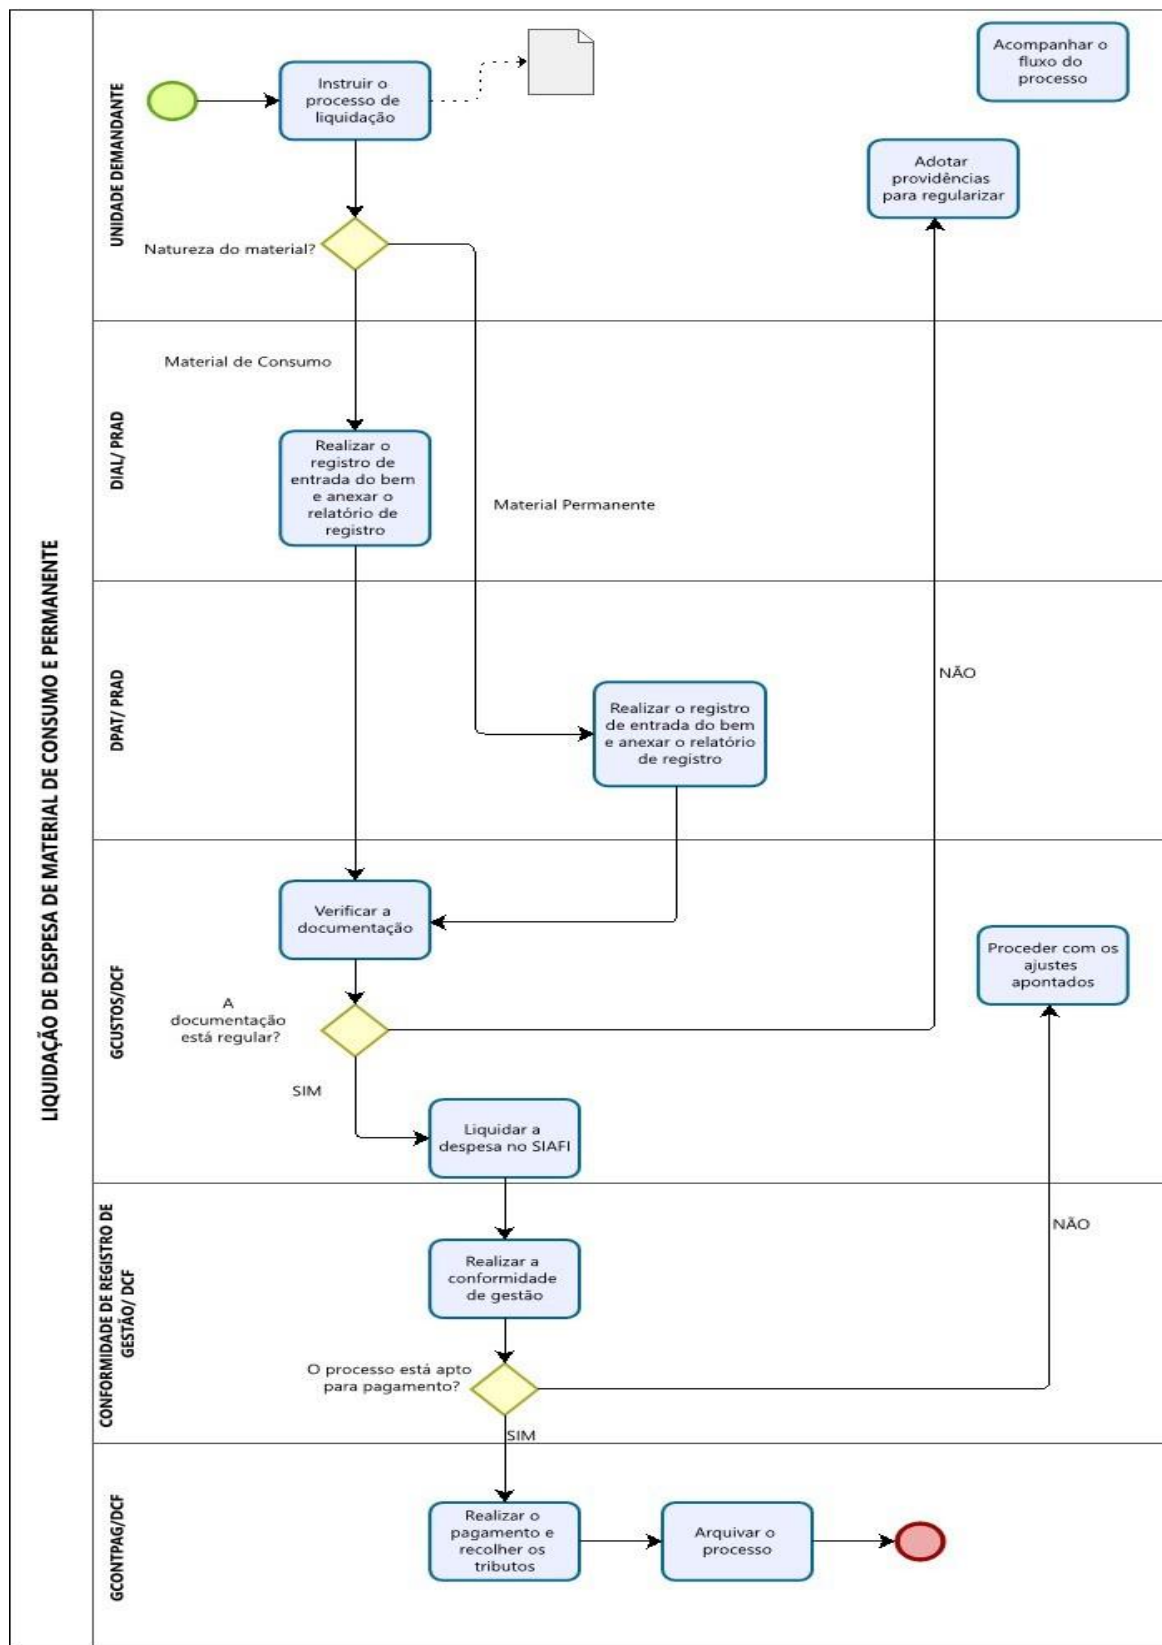 LIQUIDAÇÃO DE DESPESA DE MATERIAL DE CONSUMO E PERMANENTE
UNIDADE DEMANDANTE
Instruir o
processo de
liquidação
Acompanhar o
fluxo do
processo
Adotar
providências
para regularizar
Natureza do material?
DIAL/ PRAD
Material de Consumo
Realizar o
registro de
entrada do bem
e anexar o
relatório de
registro
Material Permanente
DPAT/ PRAD
NÃO
Realizar o registro
de entrada do bem
e anexar o relatório
de registro
GCUSTOS/DCF
Verificar a
documentação
Proceder com os
ajustes
apontados
A
documentação
está regular?
SIM
Liquidar a
despesa no SIAFI
CONFORMIDADE DE REGISTRO DE
GESTÃO/ DCF
NÃO
Realizar a
conformidade
de gestão
O processo está apto
para pagamento?
SIM
GCONTPAG/DCF
Realizar o
pagamento e
recolher os
tributos
Arquivar o
processo